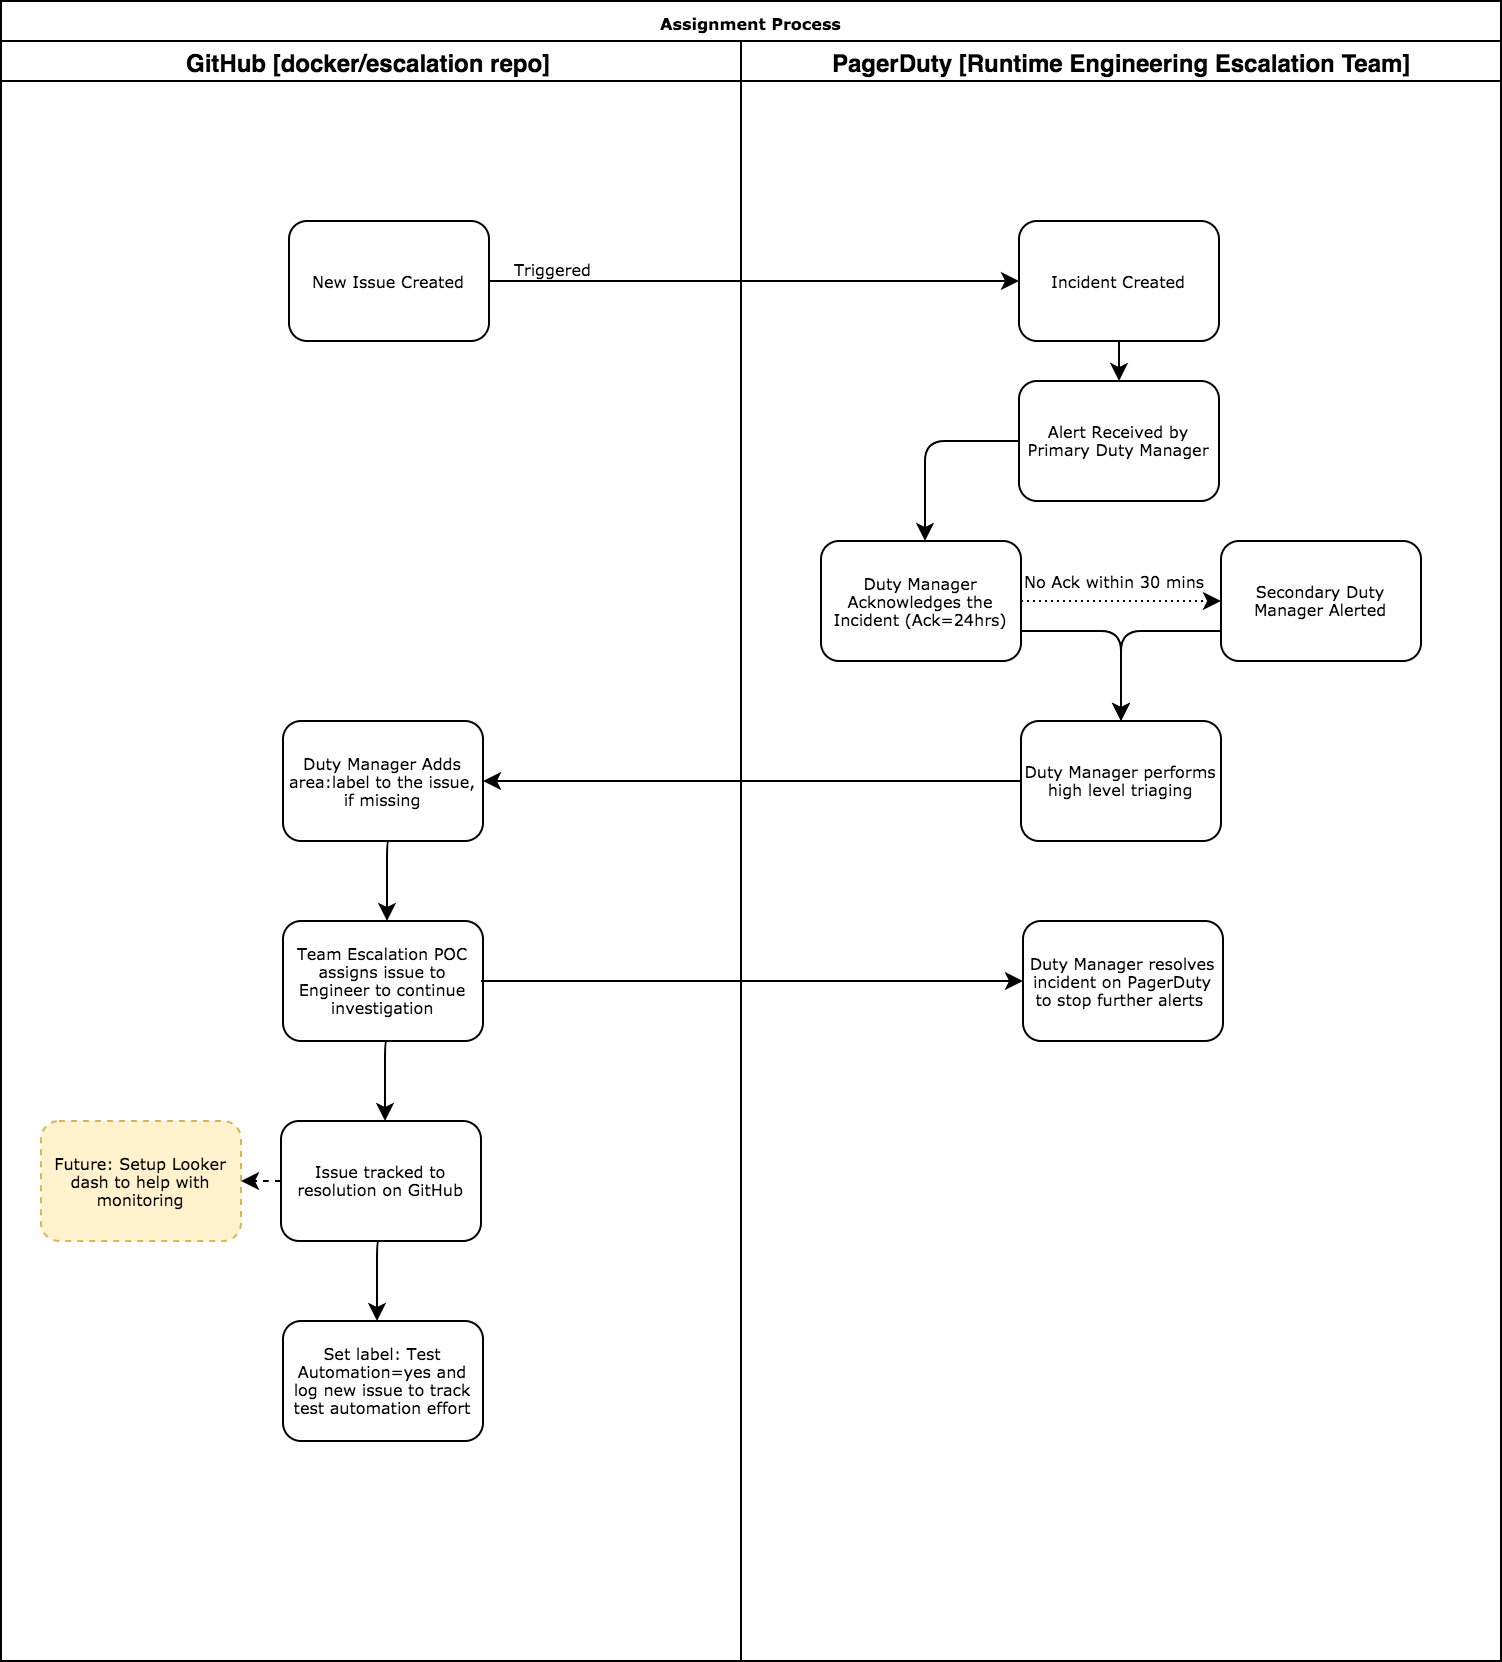 Assignment Process
GitHub [docker/escalation repo]
PagerDuty [Runtime Engineering Escalation Team]
New Issue Created
Triggered
Incident Created
Alert Received by
Primary Duty Manager
Duty Manager
Acknowledges the
Incident (Ack=24hrs)
No Ack within 30 mins
Secondary Duty
Manager Alerted
Duty Manager performs
high level triaging
Duty Manager Adds
area:label to the issue,
if missing
Team Escalation POC
assigns issue to
Engineer to continue
investigation
Duty Manager resolves
incident on PagerDuty
to stop further alerts
Issue tracked to
resolution on GitHub
Future: Setup Looker
dash to help with
monitoring
Set label: Test
Automation=yes and
log new issue to track
test automation effort